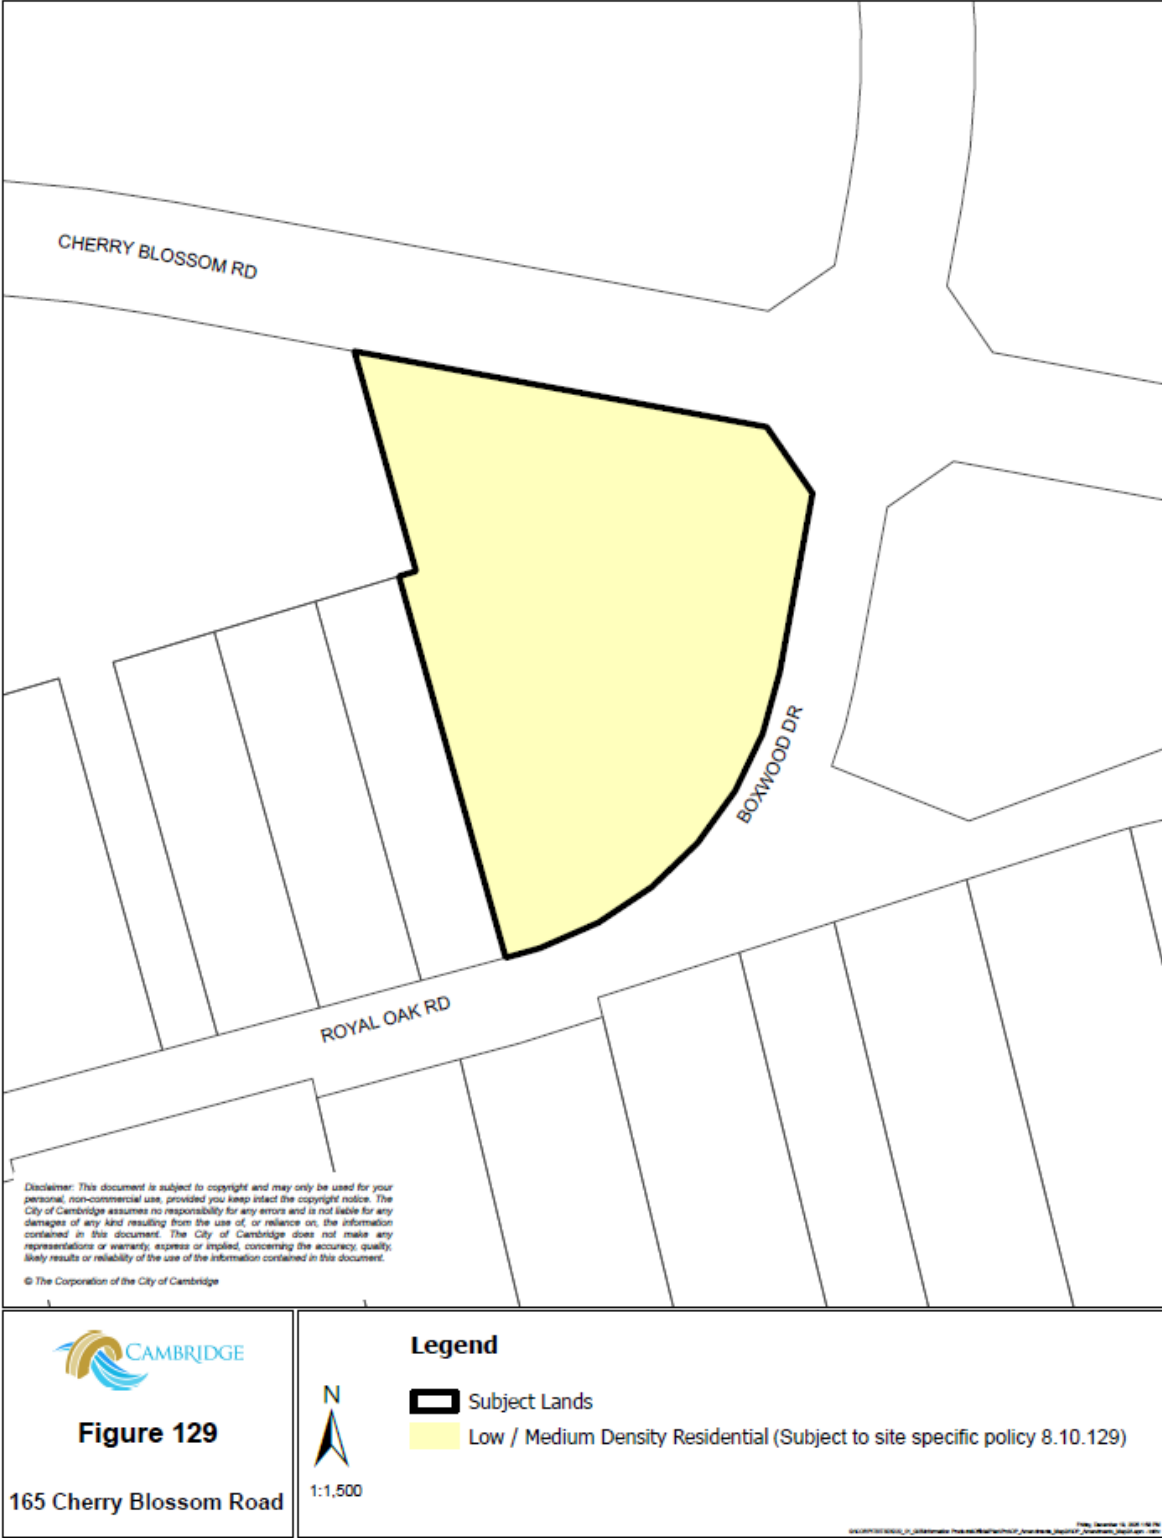 CHERRY BLOSSOM RD
BOXWOOD DR
ROYAL OAK RD
Disclaimer: This document is subject to copyright and may only be used for your
personal, non-commercial use, provided you keep intact the copyright notice. The
City of Cambridge assumes no responsibility for any errors and is not liable for any
damages of any kind resulting from the use of, or reliance on, the information
contained in this document. The City of Cambridge does not make any
representations or warranty, express or implied, concerning the accuracy, quality,
likely results or reliability of the use of the information contained in this document.
© The Corporation of the City of Cambridge
CAMBRIDGE
Figure 129
165 Cherry Blossom Road
N
1:1,500
Legend
Subject Lands
Low / Medium Density Residential (Subject to site specific policy 8.10.129)